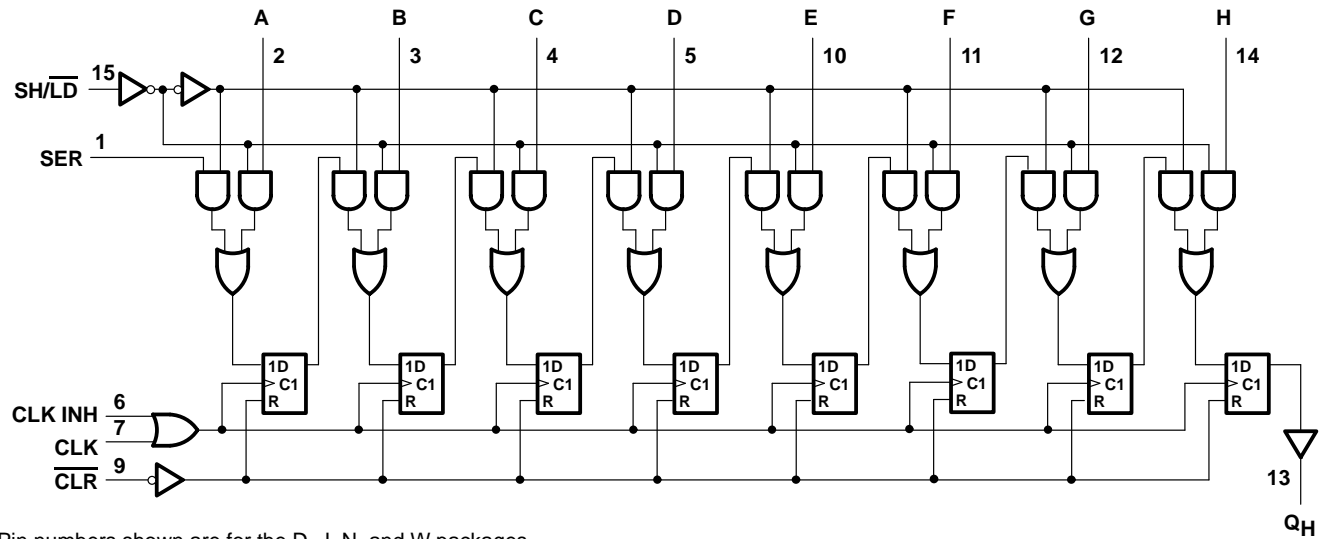 A B C D E F G H
2 3 4 5 10 11 12 14
SH/L̅D̅ 15
SER 1
1D C1 R
1D C1 R
1D C1 R
1D C1 R
1D C1 R
1D C1 R
1D C1 R
1D C1 R
CLK INH 6
CLK 7
C̅L̅R̅ 9
13
QH
Pin numbers shown are for the D, J, N, and W packages